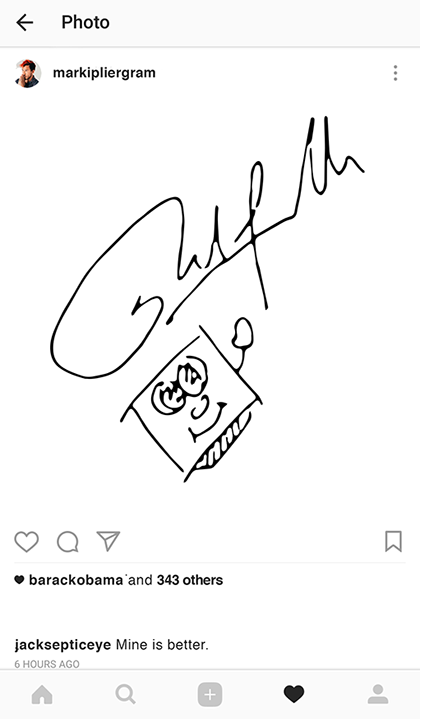 Photo
markipliergram
barackobama and 343 others
jacksepticeye Mine is better.
6 HOURS AGO